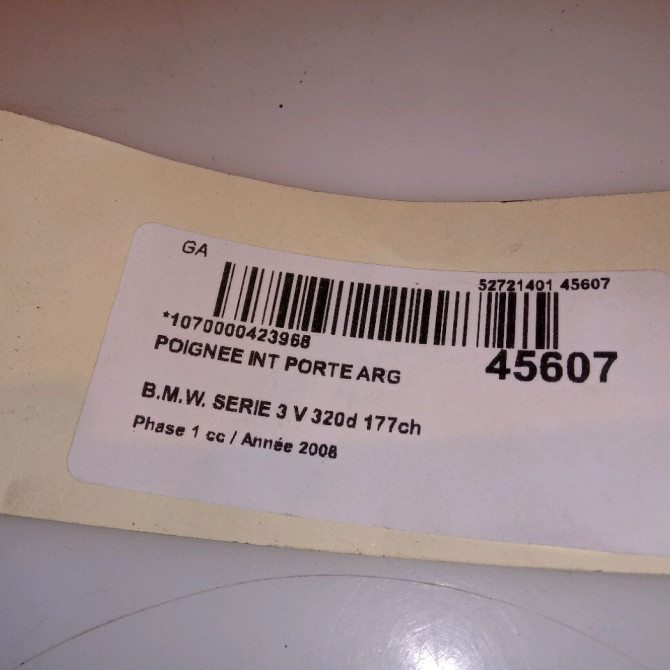 GA
52721401 45607
*1070000423968
45607
POIGNEE INT PORTE ARG
B.M.W. SERIE 3 V 320d 177ch
Phase 1 cc / Année 2008